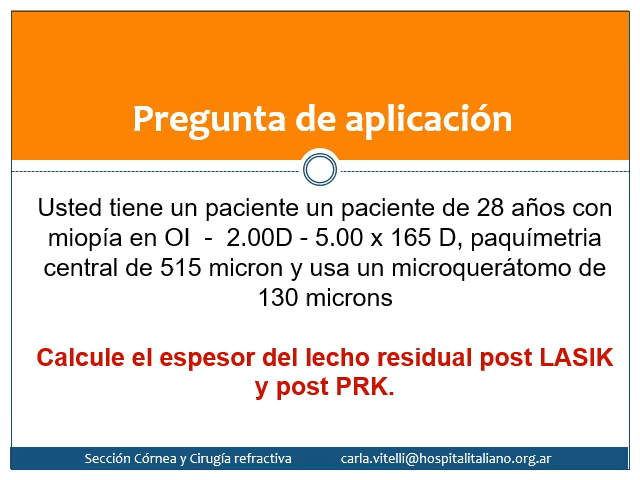 Pregunta de aplicación
Usted tiene un paciente un paciente de 28 años con
miopía en OI - 2.00D - 5.00 x 165 D, paquímetria
central de 515 micron y usa un microquerátomo de
130 microns
Calcule el espesor del lecho residual post LASIK
y post PRK.
Sección Córnea y Cirugía refractiva carla.vitelli@hospitalitaliano.org.ar